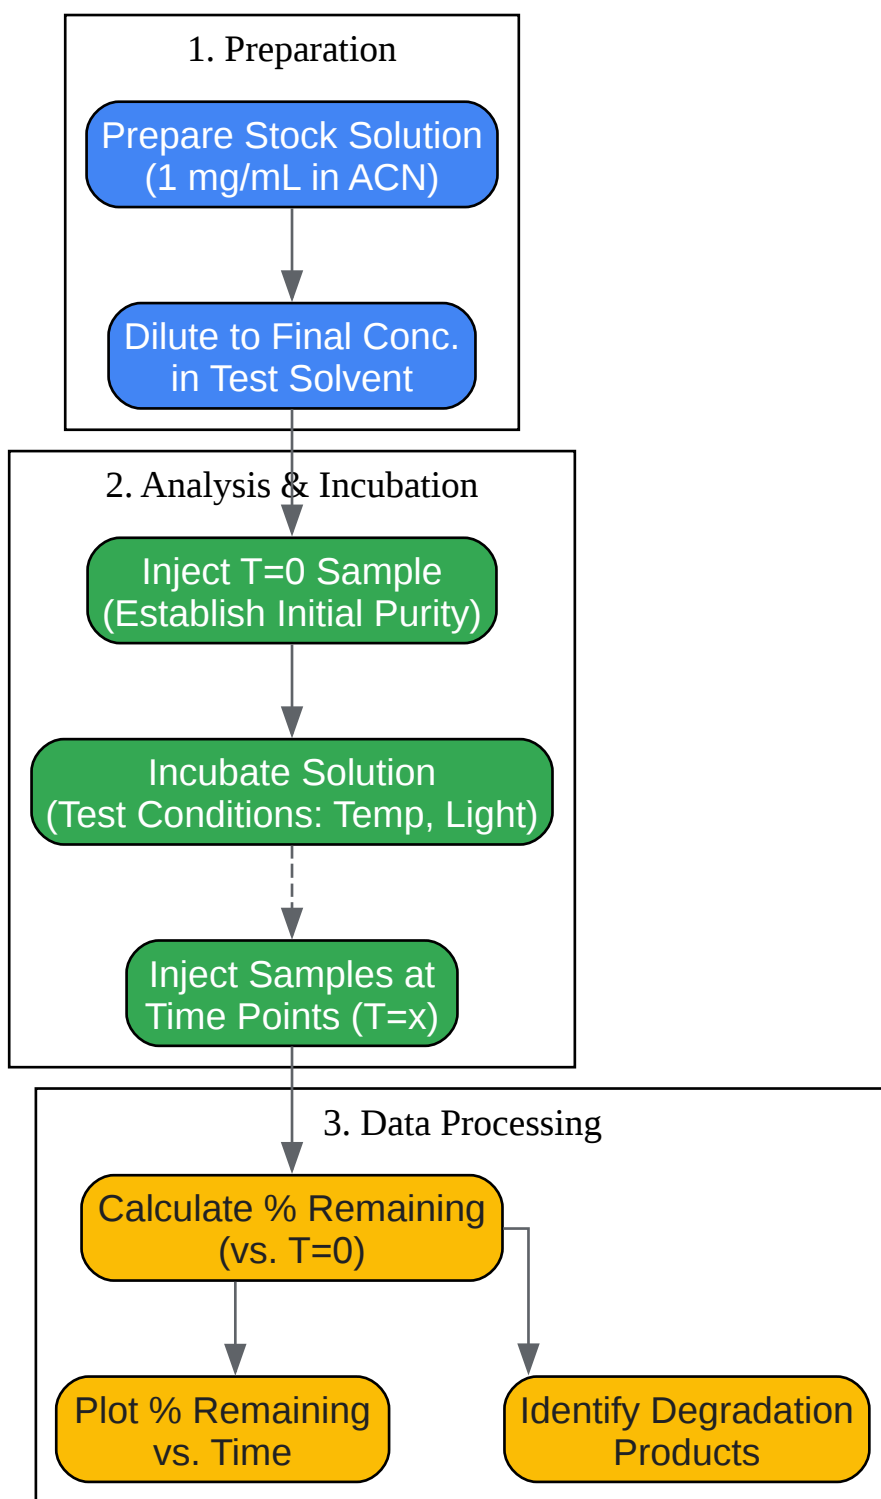 1. Preparation
Prepare Stock Solution
(1 mg/mL in ACN)
Dilute to Final Conc.
in Test Solvent
2. Analysis & Incubation
Inject T=0 Sample
(Establish Initial Purity)
Incubate Solution
(Test Conditions: Temp, Light)
Inject Samples at
Time Points (T=x)
3. Data Processing
Calculate % Remaining
(vs. T=0)
Plot % Remaining
vs. Time
Identify Degradation
Products